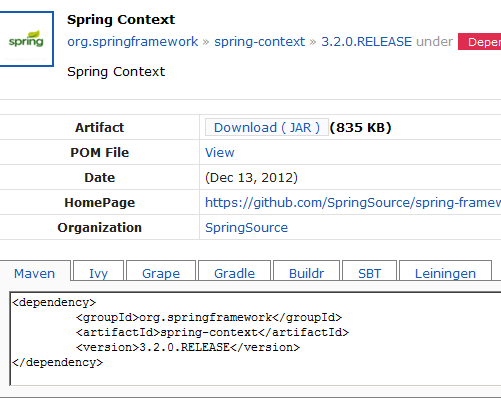 Spring Context
spring
org.springframework » spring-context » 3.2.0.RELEASE under Depen
Spring Context
Artifact Download ( JAR ) (835 KB)
POM File View
Date (Dec 13, 2012)
HomePage https://github.com/SpringSource/spring-framew
Organization SpringSource
Maven Ivy Grape Gradle Buildr SBT Leiningen
<dependency>
<groupId>org.springframework</groupId>
<artifactId>spring-context</artifactId>
<version>3.2.0.RELEASE</version>
</dependency>